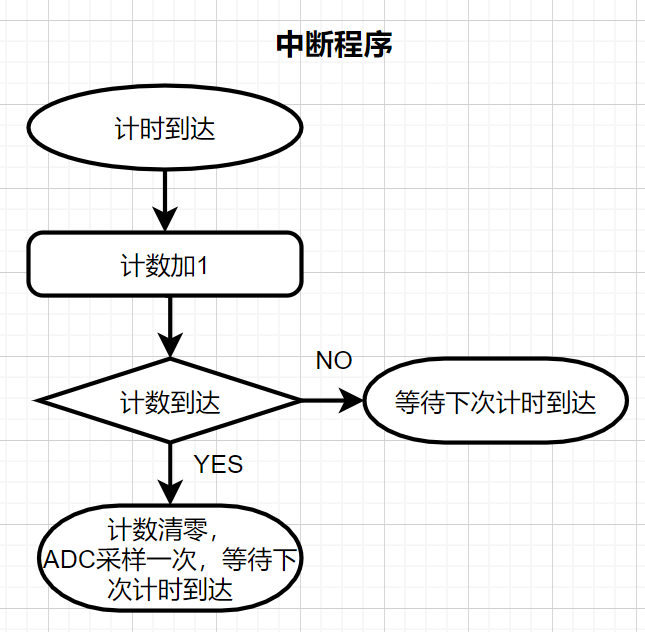 中断程序
计时到达
计数加1
计数到达
NO
等待下次计时到达
YES
计数清零，
ADC采样一次，等待下
次计时到达